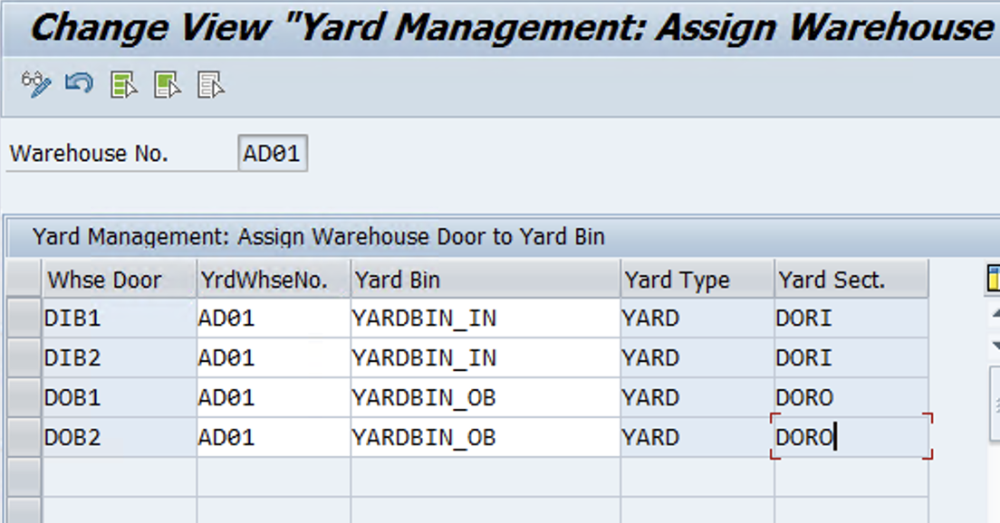 Change View "Yard Management: Assign Warehouse
Warehouse No. AD01
Yard Management: Assign Warehouse Door to Yard Bin
Whse Door YrdWhseNo. Yard Bin Yard Type Yard Sect.
DIB1 AD01 YARDBIN_IN YARD DORI
DIB2 AD01 YARDBIN_IN YARD DORI
DOB1 AD01 YARDBIN_OB YARD DORO
DOB2 AD01 YARDBIN_OB YARD DORO